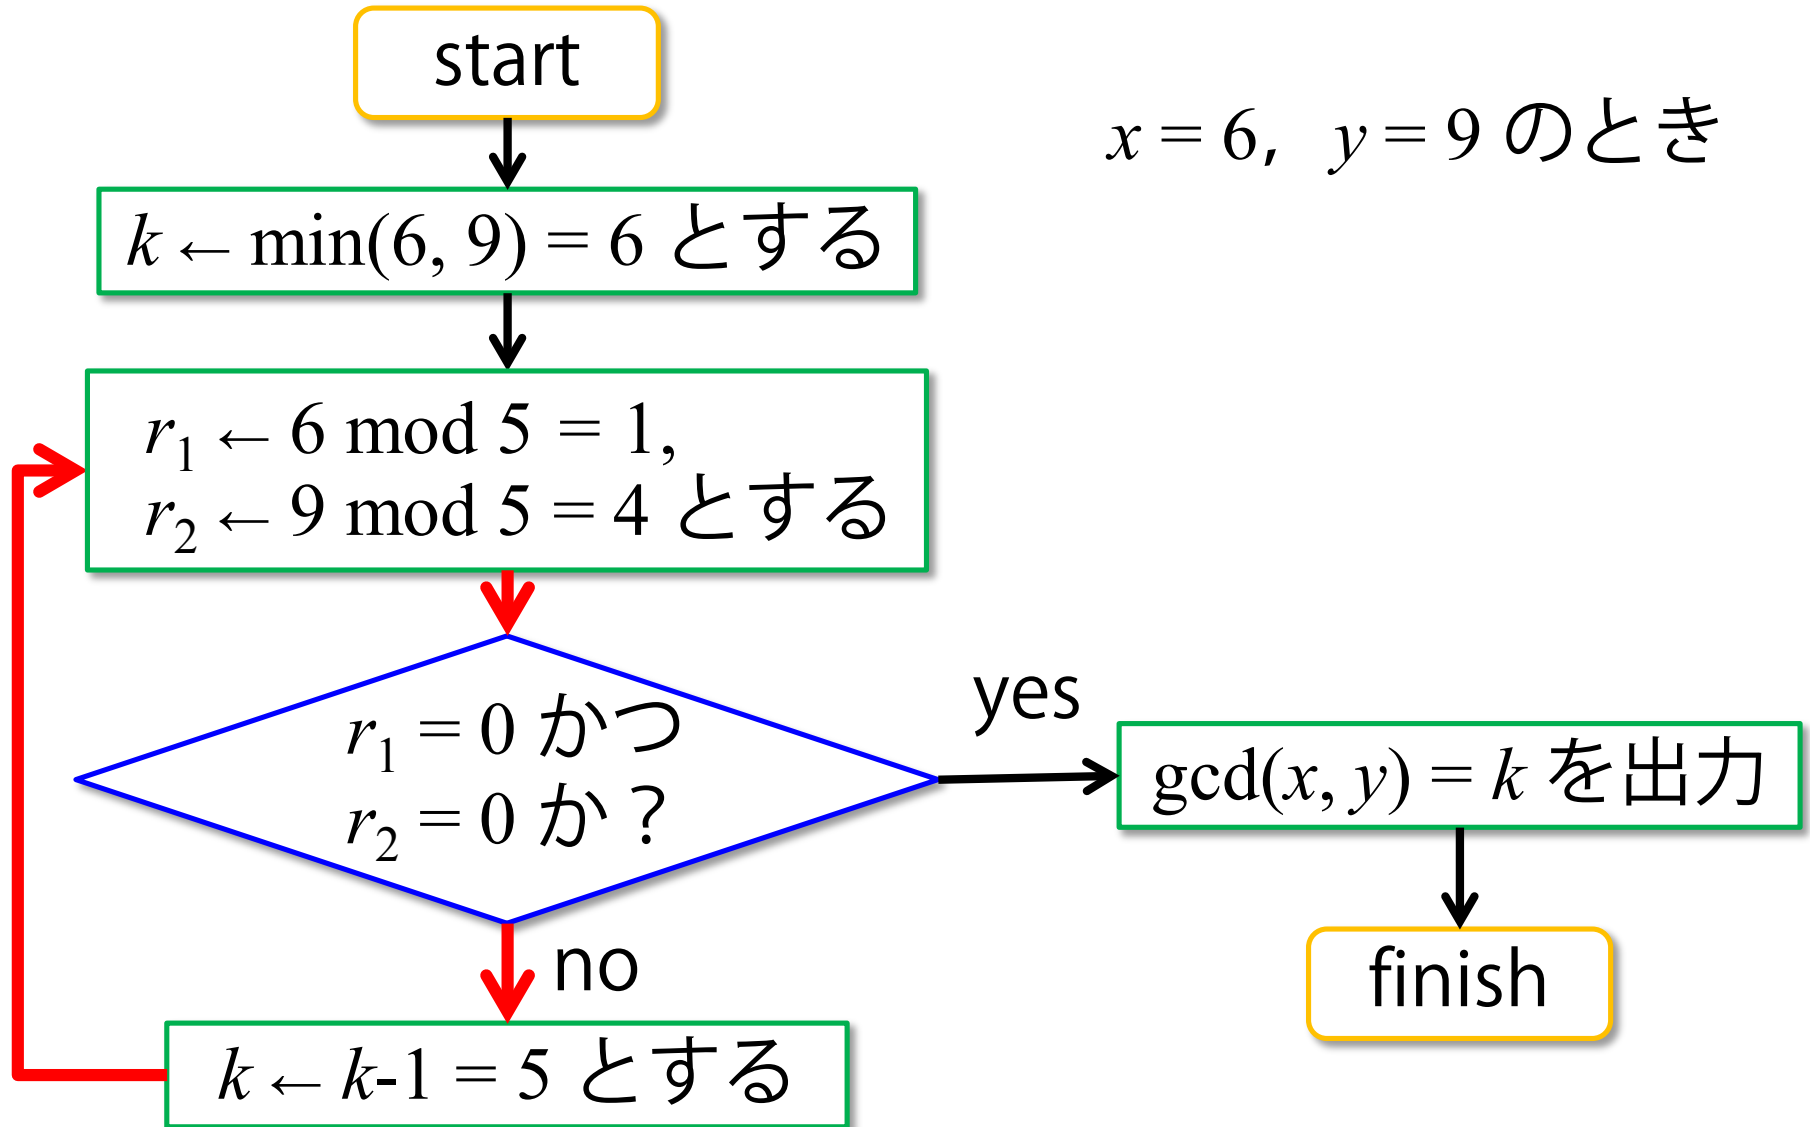 start
x = 6, y = 9 のとき
k ← min(6, 9) = 6 とする
r₁ ← 6 mod 5 = 1,
r₂ ← 9 mod 5 = 4 とする
r₁ = 0 かつ
r₂ = 0 か？
yes
gcd(x, y) = k を出力
no
finish
k ← k-1 = 5 とする